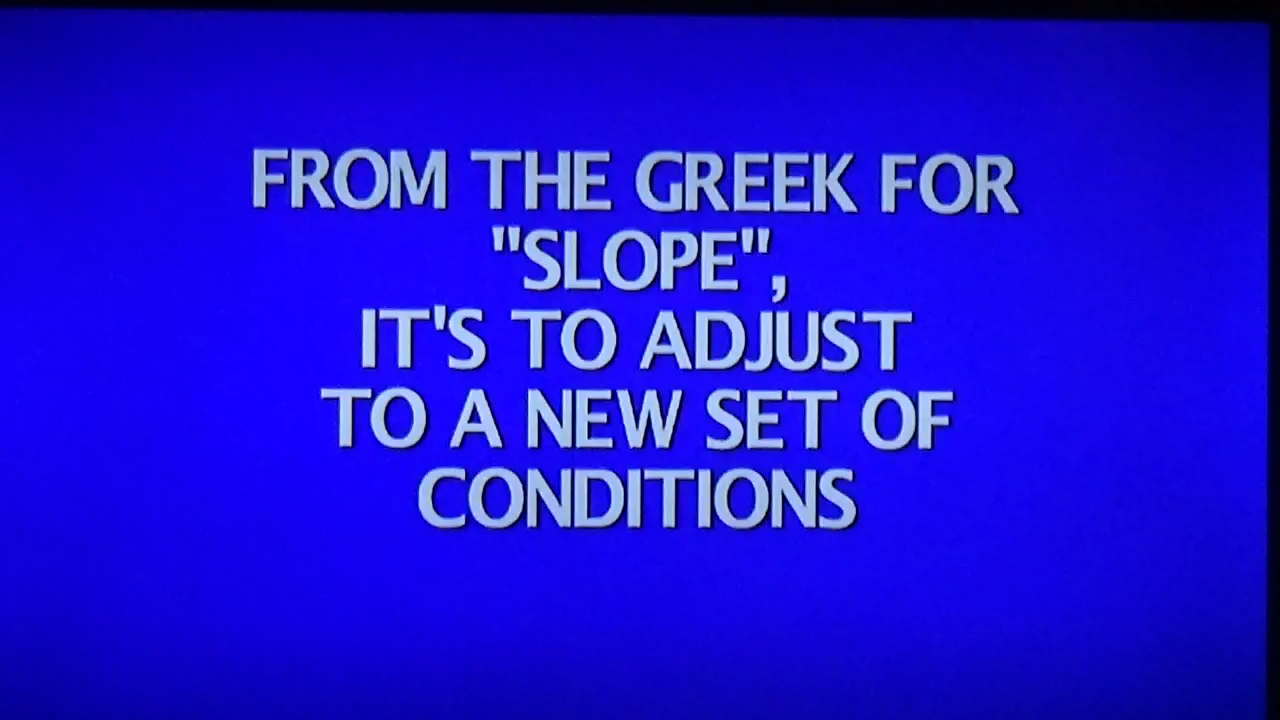 FROM THE GREEK FOR
"SLOPE",
IT'S TO ADJUST
TO A NEW SET OF
CONDITIONS